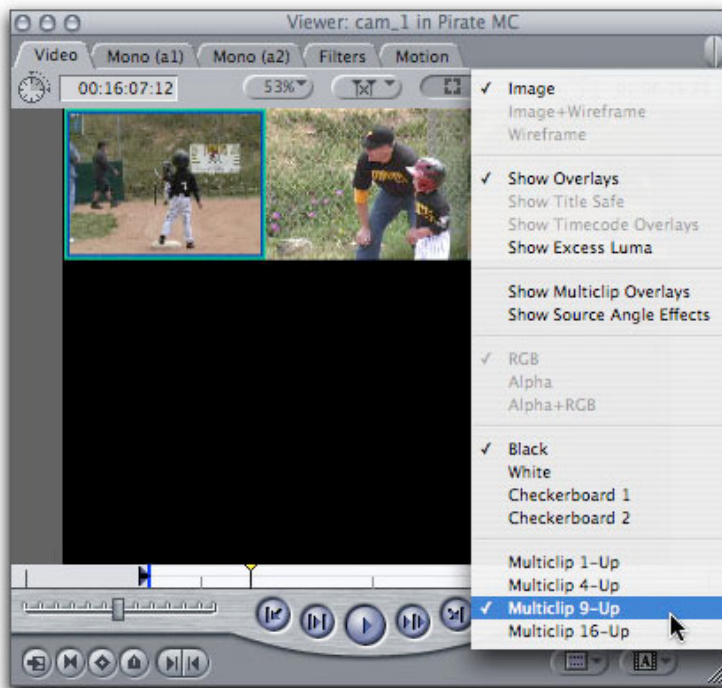 Viewer: cam_1 in Pirate MC
Video Mono (a1) Mono (a2) Filters Motion
00:16:07:12 53%
Image
Image+Wireframe
Wireframe
Show Overlays
Show Title Safe
Show Timecode Overlays
Show Excess Luma
Show Multiclip Overlays
Show Source Angle Effects
RGB
Alpha
Alpha+RGB
Black
White
Checkerboard 1
Checkerboard 2
Multiclip 1-Up
Multiclip 4-Up
Multiclip 9-Up
Multiclip 16-Up